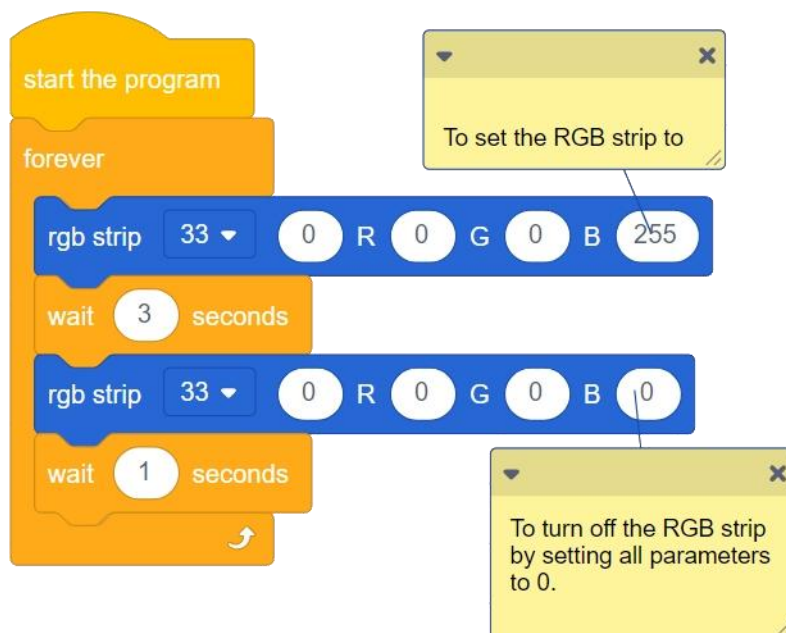 start the program
To set the RGB strip to
forever
rgb strip 33 0 R 0 G 0 B 255
wait 3 seconds
rgb strip 33 0 R 0 G 0 B 0
wait 1 seconds
To turn off the RGB strip
by setting all parameters
to 0.